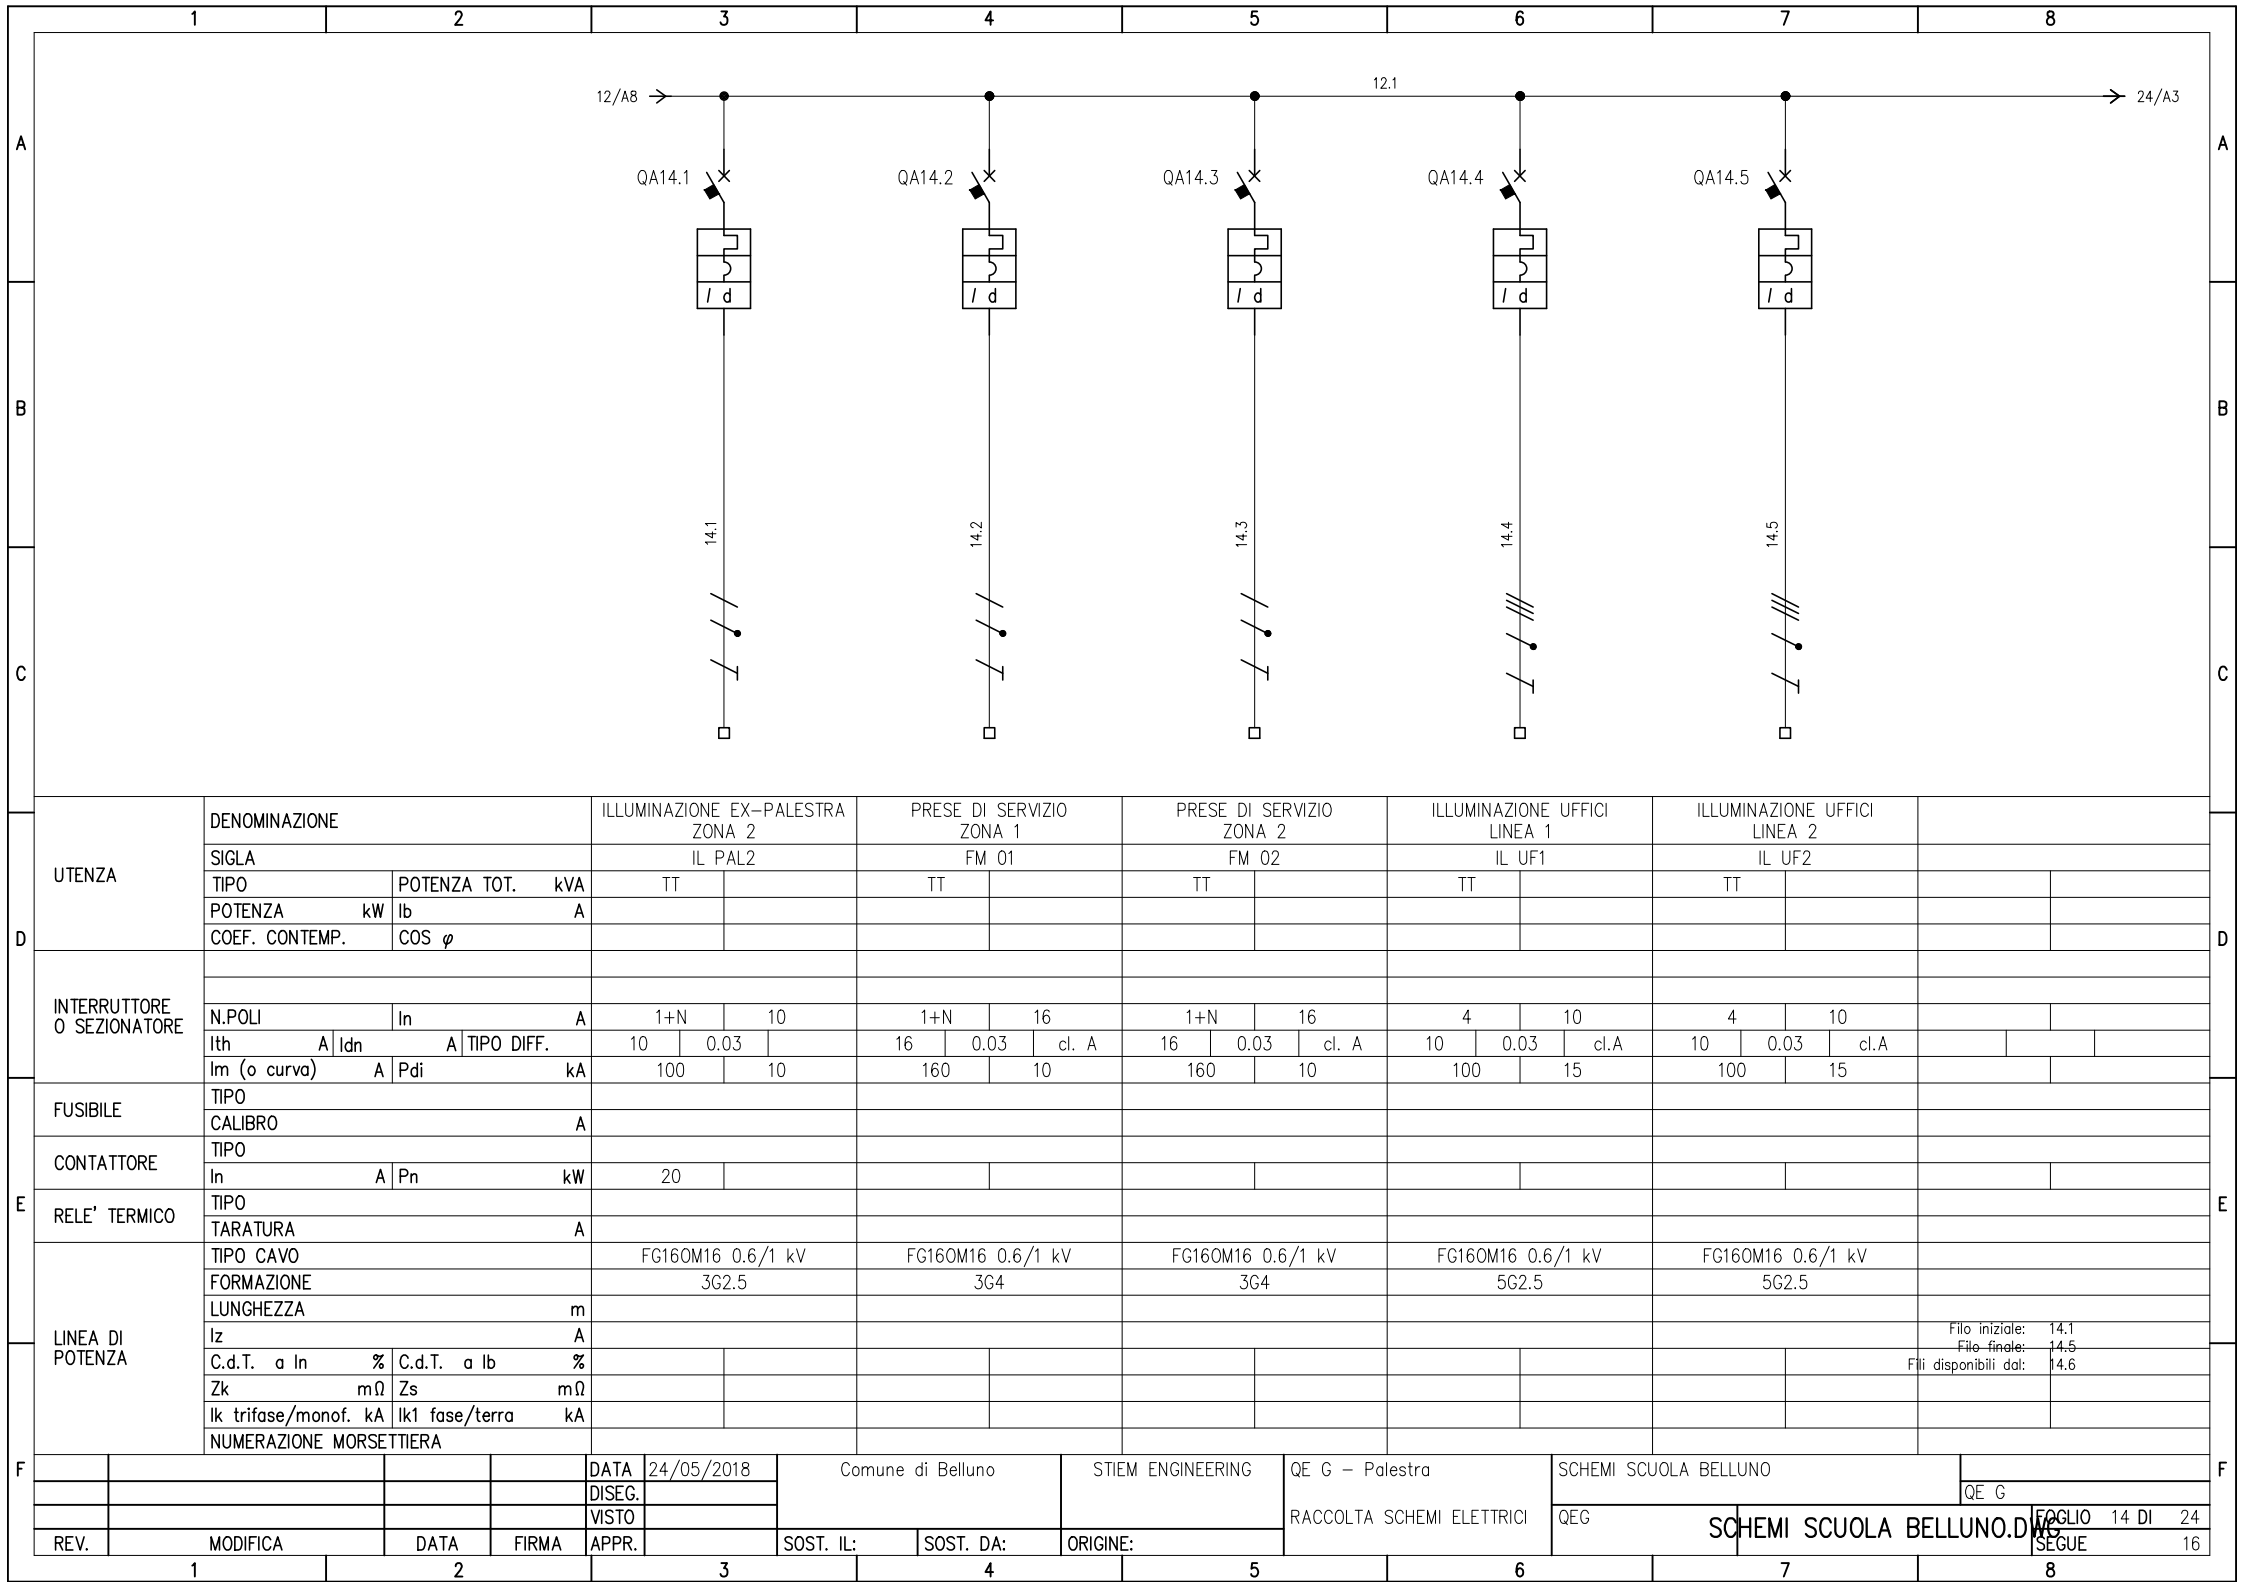 1 2 3 4 5 6 7 8
12/A8 12.1 24/A3
A A
QA14.1 QA14.2 QA14.3 QA14.4 QA14.5
I d I d I d I d I d
B B
14.1 14.2 14.3 14.4 14.5
C C
UTENZA
DENOMINAZIONE
ILLUMINAZIONE EX-PALESTRA
ZONA 2
PRESE DI SERVIZIO
ZONA 1
PRESE DI SERVIZIO
ZONA 2
ILLUMINAZIONE UFFICI
LINEA 1
ILLUMINAZIONE UFFICI
LINEA 2
SIGLA IL PAL2 FM 01 FM 02 IL UF1 IL UF2
TIPO POTENZA TOT. kVA TT TT TT TT TT
POTENZA kW Ib A
D COEF. CONTEMP. COS φ D
INTERRUTTORE
O SEZIONATORE
N.POLI In A 1+N 10 1+N 16 1+N 16 4 10 4 10
Ith A Idn A TIPO DIFF. 10 0.03 16 0.03 cl. A 16 0.03 cl. A 10 0.03 cl.A 10 0.03 cl.A
Im (o curva) A Pdi kA 100 10 160 10 160 10 100 15 100 15
FUSIBILE
TIPO
CALIBRO A
CONTATTORE
TIPO
In A Pn kW 20
E E
RELE' TERMICO
TIPO
TARATURA A
LINEA DI
POTENZA
TIPO CAVO FG16OM16 0.6/1 kV FG16OM16 0.6/1 kV FG16OM16 0.6/1 kV FG16OM16 0.6/1 kV FG16OM16 0.6/1 kV
FORMAZIONE 3G2.5 3G4 3G4 5G2.5 5G2.5
LUNGHEZZA m
Iz A
Filo iniziale: 14.1
Filo finale: 14.5
Fili disponibili dal: 14.6
C.d.T. a In % C.d.T. a Ib %
Zk mΩ Zs mΩ
Ik trifase/monof. kA Ik1 fase/terra kA
NUMERAZIONE MORSETTIERA
F F
DATA 24/05/2018 Comune di Belluno STIEM ENGINEERING QE G - Palestra SCHEMI SCUOLA BELLUNO
DISEG. QE G
VISTO RACCOLTA SCHEMI ELETTRICI QEG SCHEMI SCUOLA BELLUNO.DWG FOGLIO 14 DI 24
REV. MODIFICA DATA FIRMA APPR. SOST. IL: SOST. DA: ORIGINE: SEGUE 16
1 2 3 4 5 6 7 8